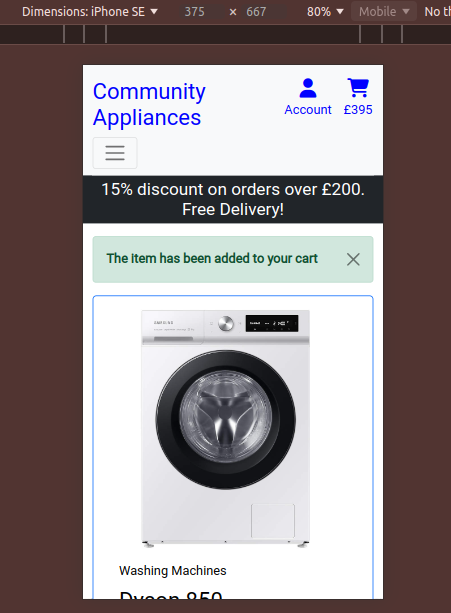 Dimensions: iPhone SE 375 × 667 80% Mobile No th
Community
Appliances
Account £395
15% discount on orders over £200.
Free Delivery!
The item has been added to your cart
SAMSUNG
Washing Machines
Dyson 850